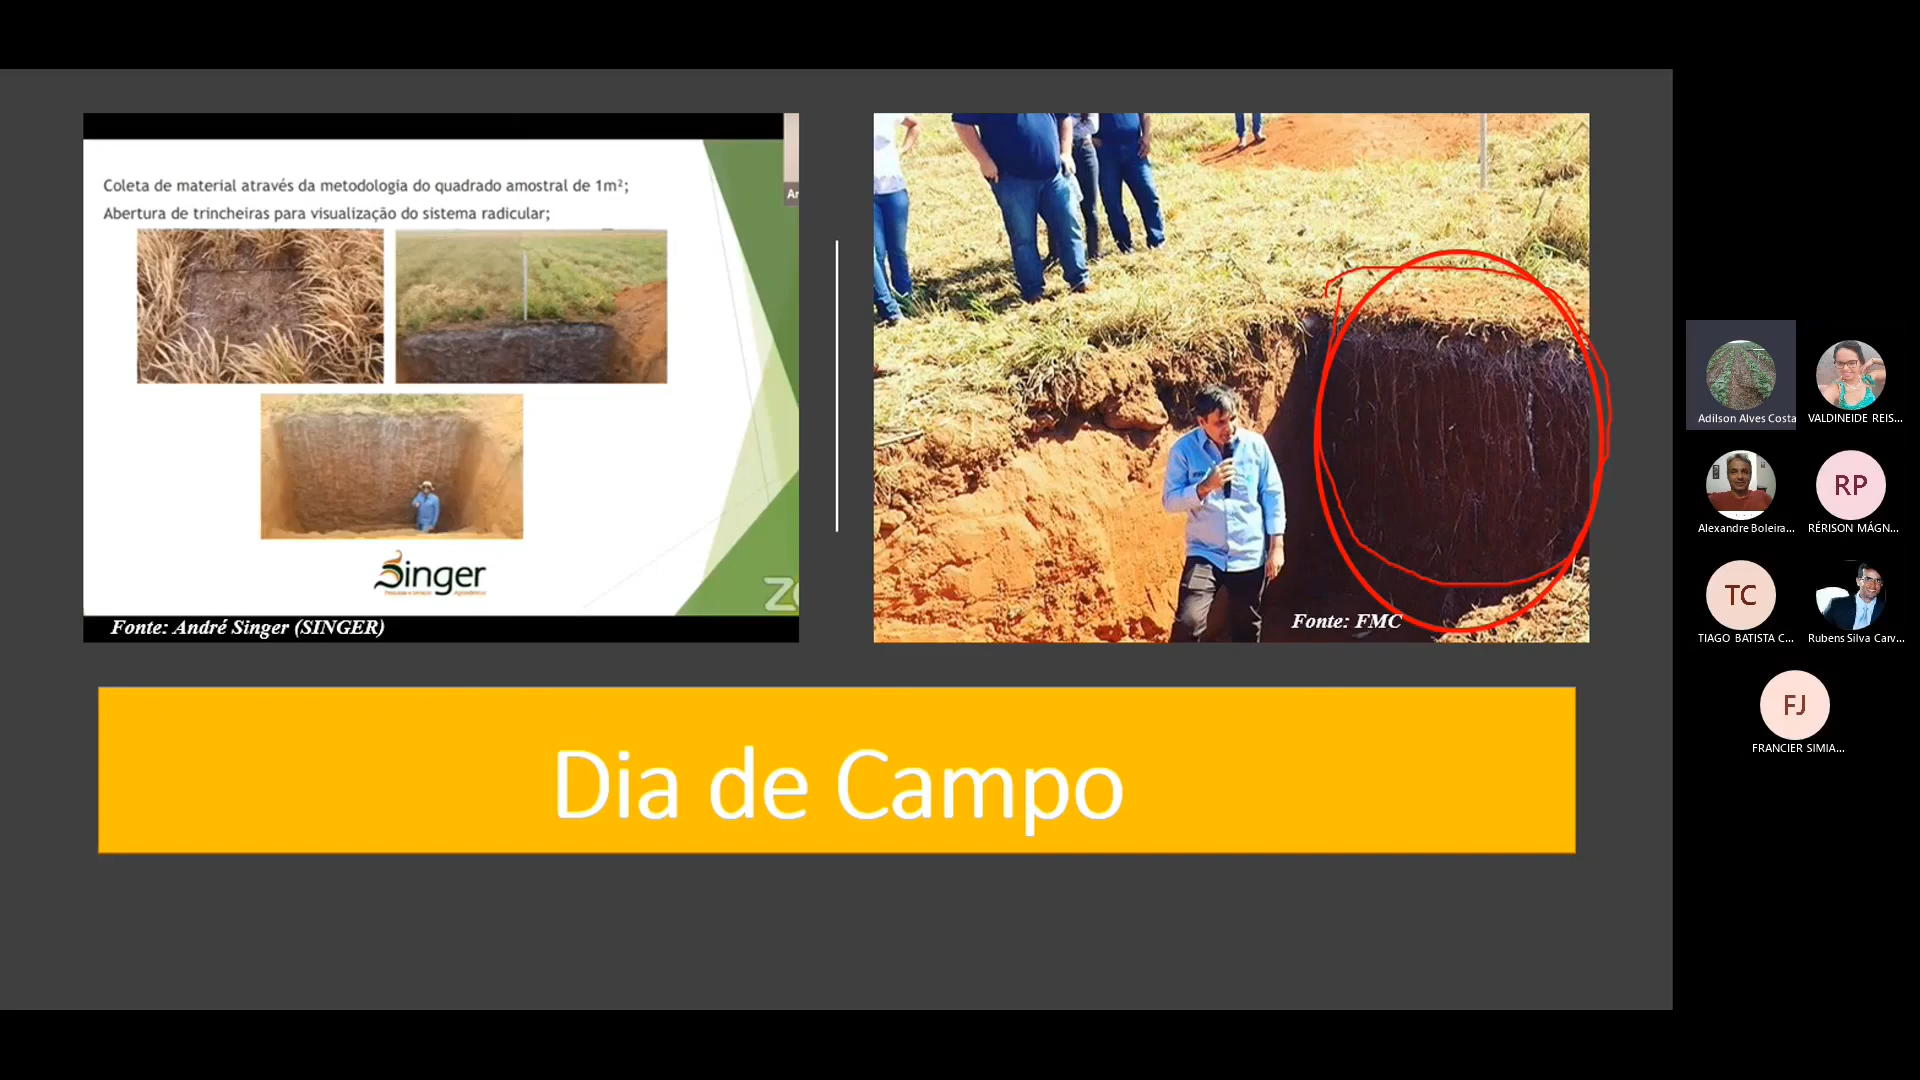 Coleta de material através da metodologia do quadrado amostral de 1m²;
Abertura de trincheiras para visualização do sistema radicular;
Singer
Fonte: André Singer (SINGER)
Fonte: FMC
Dia de Campo
Adilson Alves Costa
VALDINEIDE REIS...
Alexandre Boleira...
RP
RÉRISON MÁGN...
TC
TIAGO BATISTA C...
Rubens Silva Carv...
FJ
FRANCIER SIMIA...